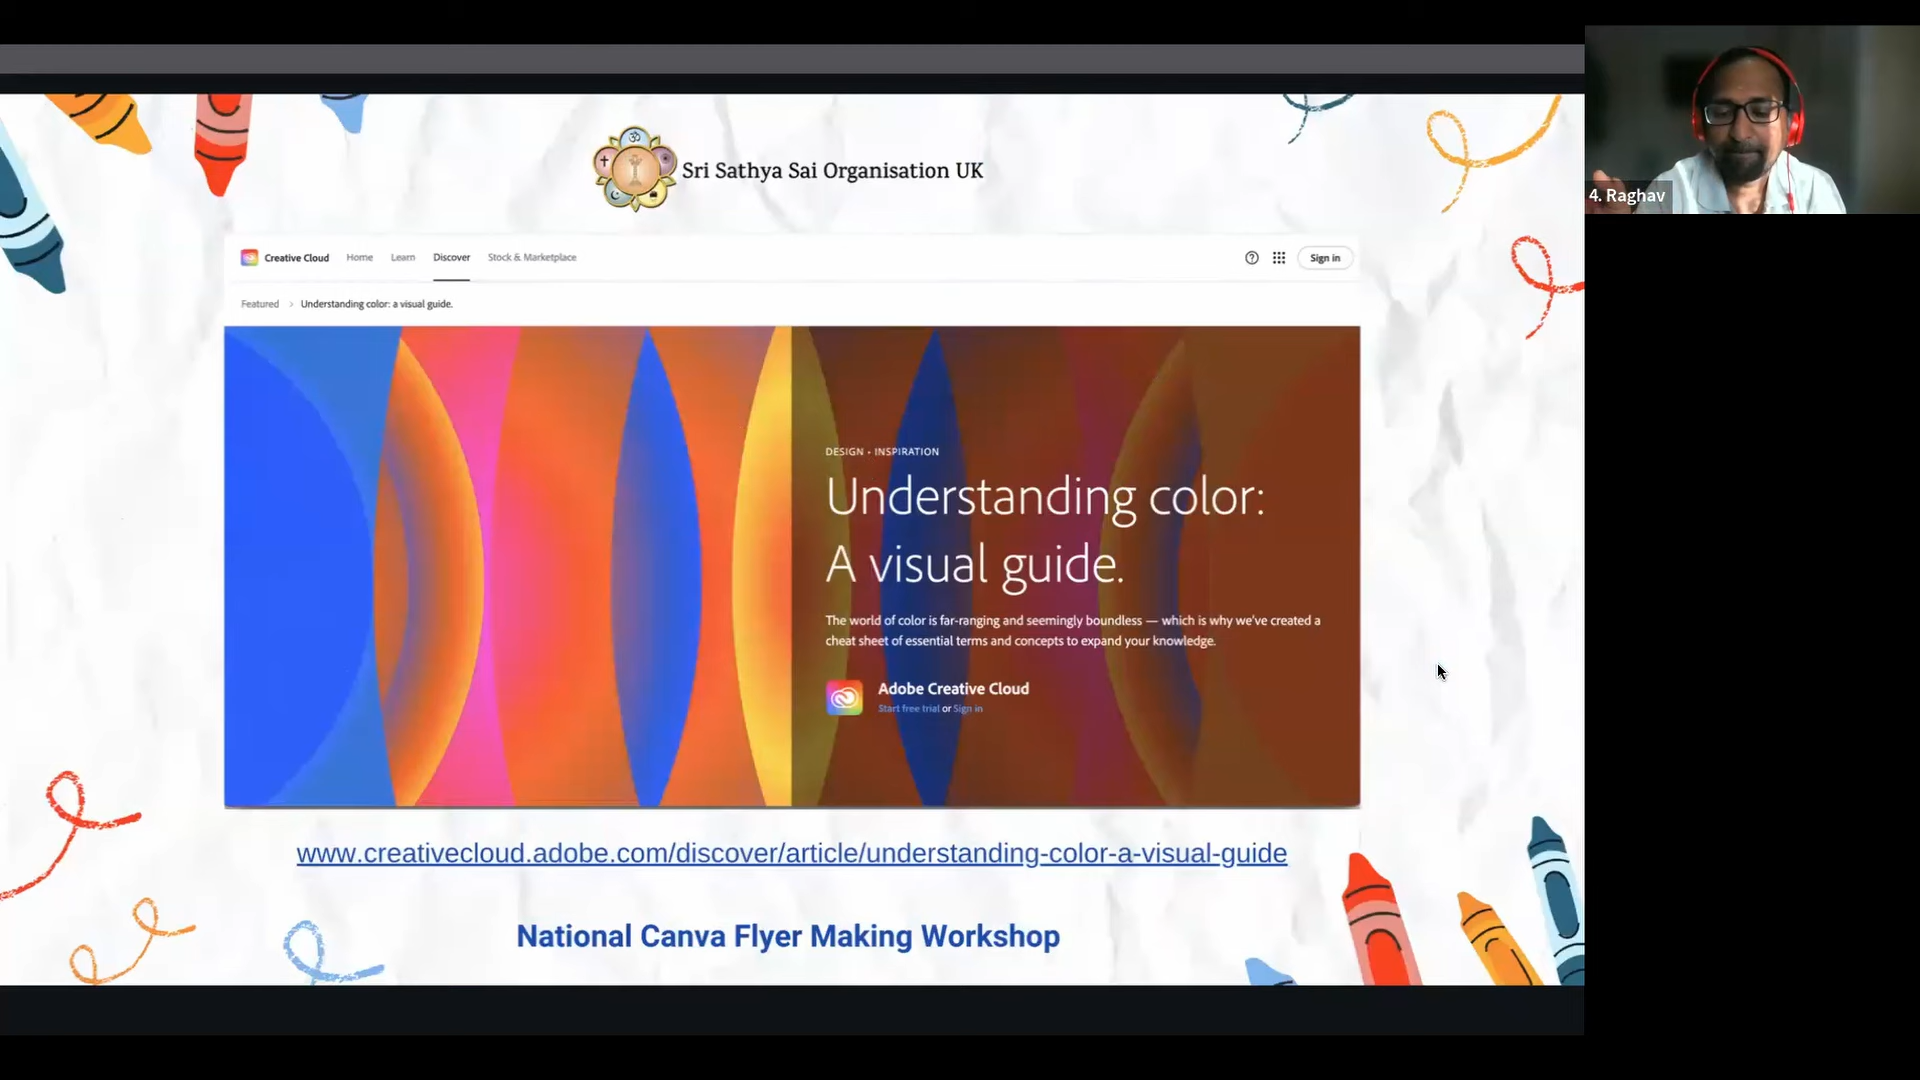 Sri Sathya Sai Organisation UK
4. Raghav
Creative Cloud Home Learn Discover Stock & Marketplace Sign in
Featured > Understanding color: a visual guide.
DESIGN • INSPIRATION
Understanding color:
A visual guide.
The world of color is far-ranging and seemingly boundless — which is why we've created a
cheat sheet of essential terms and concepts to expand your knowledge.
Adobe Creative Cloud
Start free trial or Sign in
www.creativecloud.adobe.com/discover/article/understanding-color-a-visual-guide
National Canva Flyer Making Workshop